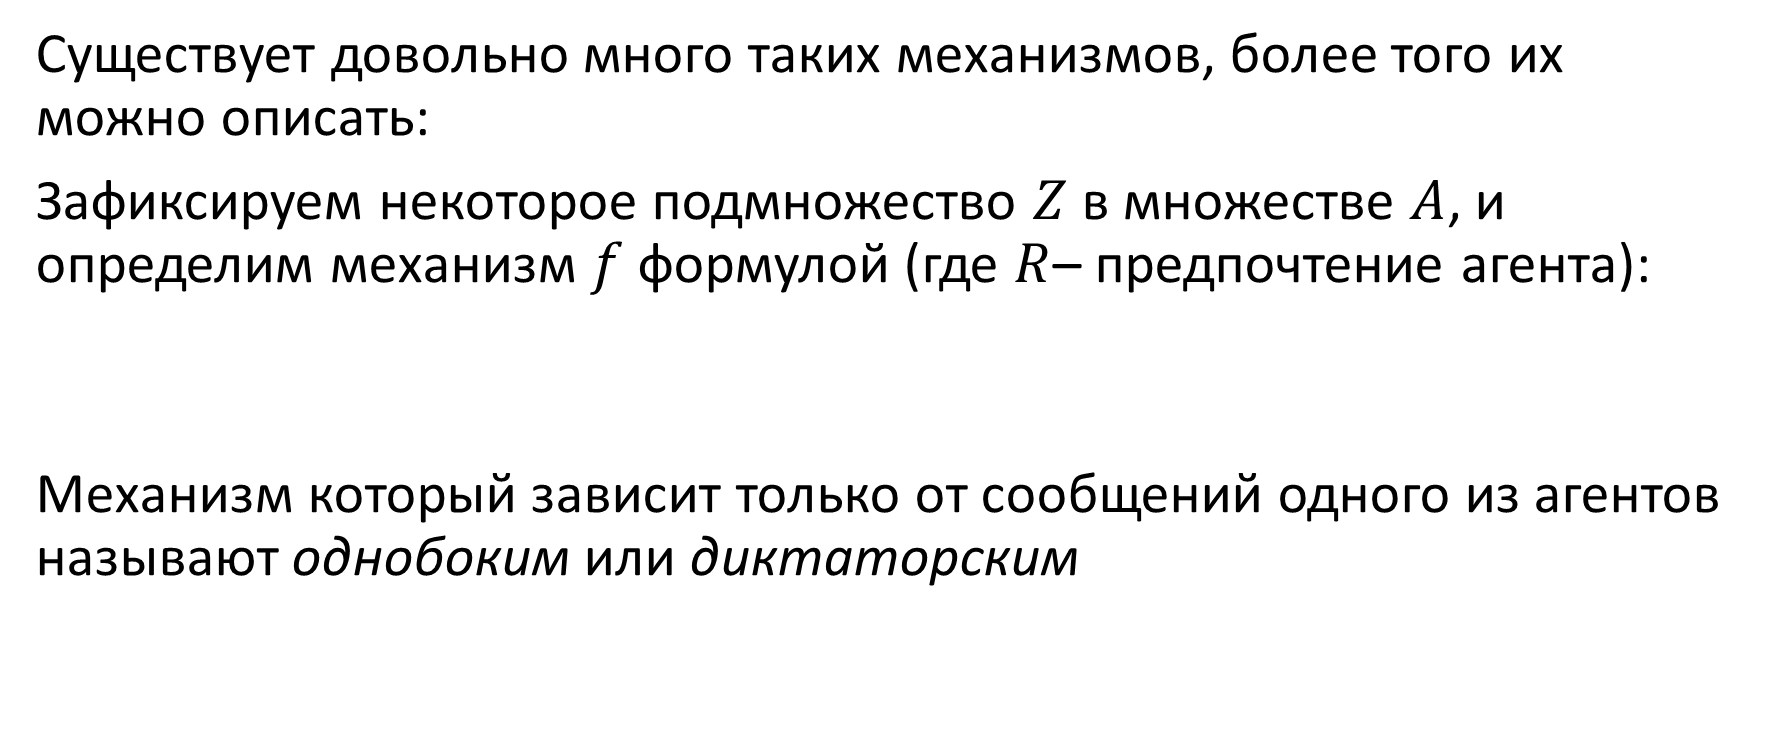 Существует довольно много таких механизмов, более того их
можно описать:
Зафиксируем некоторое подмножество Z в множестве A, и
определим механизм f формулой (где R– предпочтение агента):
Механизм который зависит только от сообщений одного из агентов
называют однобоким или диктаторским